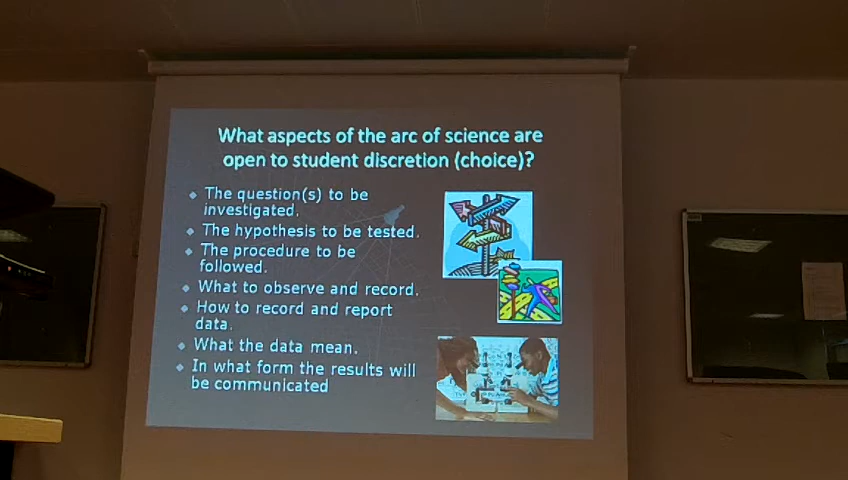 What aspects of the arc of science are
open to student discretion (choice)?
The question(s) to be
investigated.
The hypothesis to be tested.
The procedure to be
followed.
What to observe and record.
How to record and report
data.
What the data mean.
In what form the results will
be communicated